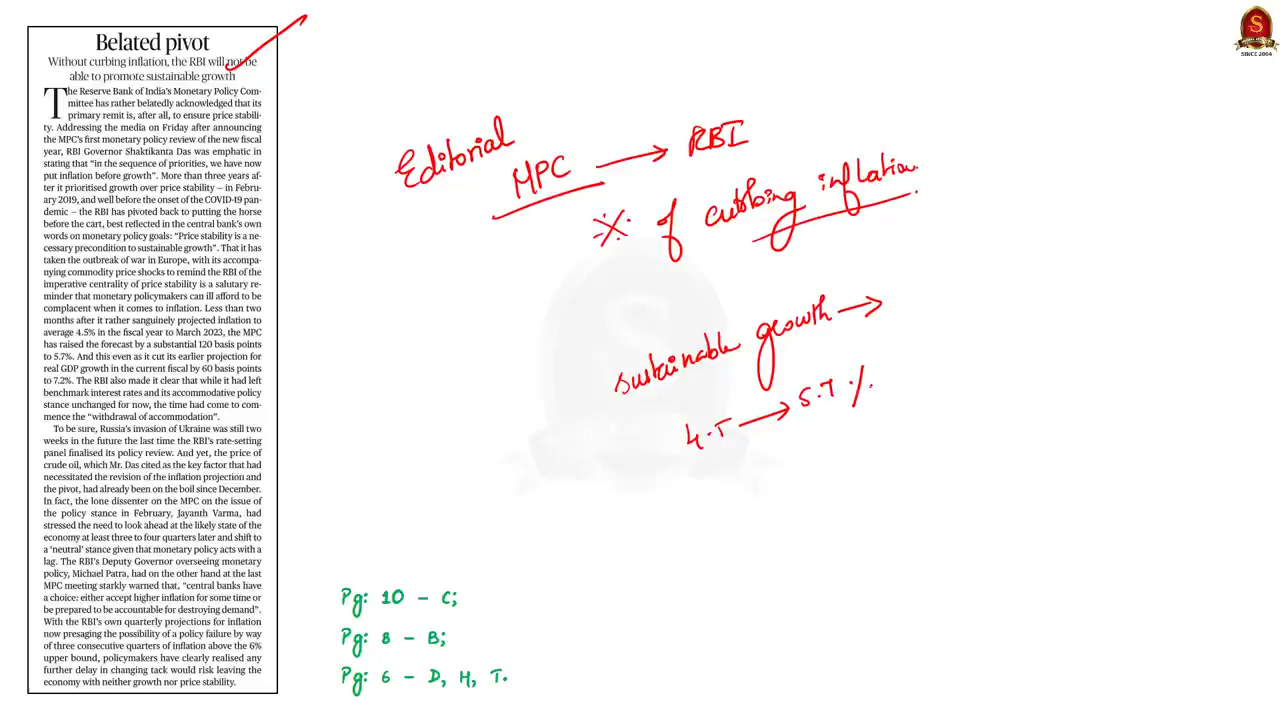 Belated pivot
Without curbing inflation, the RBI will not be
able to promote sustainable growth
The Reserve Bank of India's Monetary Policy Com-
mittee has rather belatedly acknowledged that its
primary remit is, after all, to ensure price stabili-
ty. Addressing the media on Friday after announcing
the MPC's first monetary policy review of the new fiscal
year, RBI Governor Shaktikanta Das was emphatic in
stating that "in the sequence of priorities, we have now
put inflation before growth". More than three years af-
ter it prioritised growth over price stability – in Febru-
ary 2019, and well before the onset of the COVID-19 pan-
demic – the RBI has pivoted back to putting the horse
before the cart, best reflected in the central bank's own
words on monetary policy goals: "Price stability is a ne-
cessary precondition to sustainable growth". That it has
taken the outbreak of war in Europe, with its accompa-
nying commodity price shocks to remind the RBI of the
imperative centrality of price stability is a salutary re-
minder that monetary policymakers can ill afford to be
complacent when it comes to inflation. Less than two
months after it rather sanguinely projected inflation to
average 4.5% in the fiscal year to March 2023, the MPC
has raised the forecast by a substantial 120 basis points
to 5.7%. And this even as it cut its earlier projection for
real GDP growth in the current fiscal by 60 basis points
to 7.2%. The RBI also made it clear that while it had left
benchmark interest rates and its accommodative policy
stance unchanged for now, the time had come to com-
mence the "withdrawal of accommodation".
To be sure, Russia's invasion of Ukraine was still two
weeks in the future the last time the RBI's rate-setting
panel finalised its policy review. And yet, the price of
crude oil, which Mr. Das cited as the key factor that had
necessitated the revision of the inflation projection and
the pivot, had already been on the boil since December.
In fact, the lone dissenter on the MPC on the issue of
the policy stance in February, Jayanth Varma, had
stressed the need to look ahead at the likely state of the
economy at least three to four quarters later and shift to
a 'neutral' stance given that monetary policy acts with a
lag. The RBI's Deputy Governor overseeing monetary
policy, Michael Patra, had on the other hand at the last
MPC meeting starkly warned that, "central banks have
a choice: either accept higher inflation for some time or
be prepared to be accountable for destroying demand".
With the RBI's own quarterly projections for inflation
now presaging the possibility of a policy failure by way
of three consecutive quarters of inflation above the 6%
upper bound, policymakers have clearly realised any
further delay in changing tack would risk leaving the
economy with neither growth nor price stability.
Editorial
MPC → RBI
※ of curbing inflation
sustainable growth →
4.5 → 5.7 %
Pg: 10 - C;
Pg: 8 - B;
Pg: 6 - D, H, T.
S
SINCE 2004